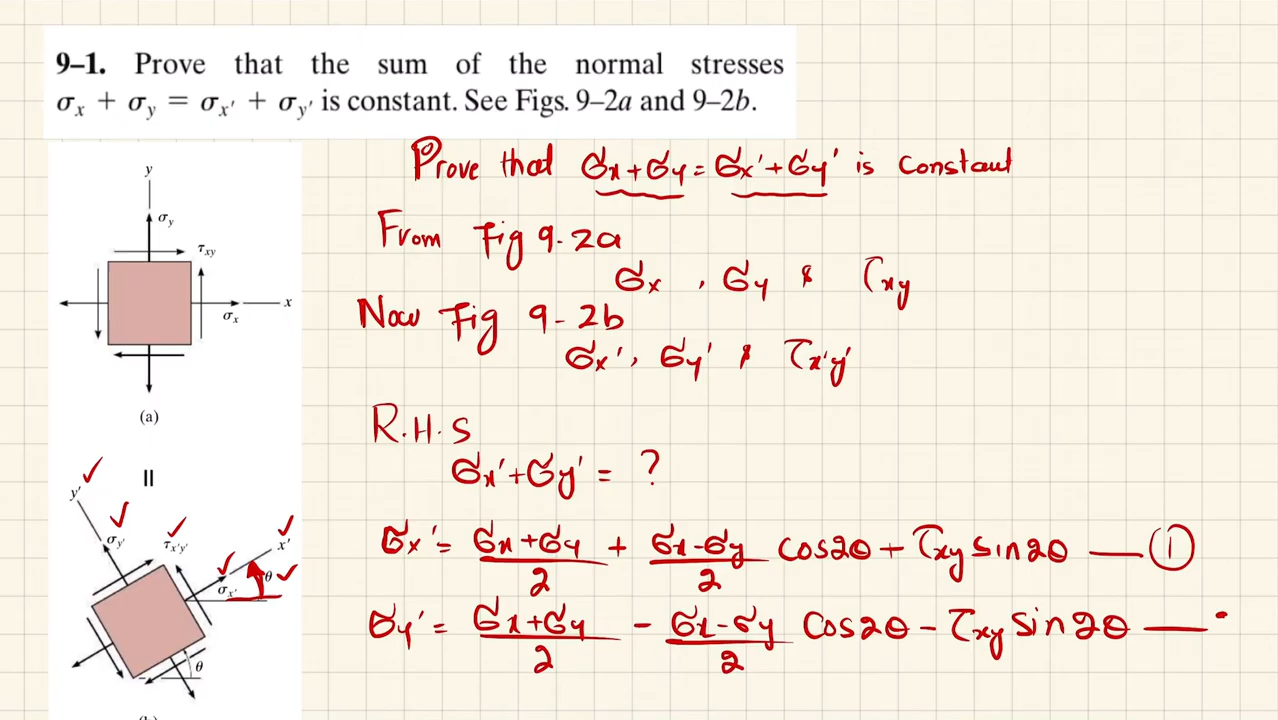 9–1. Prove that the sum of the normal stresses
σx + σy = σx′ + σy′ is constant. See Figs. 9–2a and 9–2b.
Prove that σx+σy = σx′+σy′ is constant
From Fig 9.2a
σx , σy & τxy
Now Fig 9-2b
σx′, σy′ & τx′y′
R.H.S
σx′+σy′ = ?
σx′ = σx+σy/2 + σx-σy/2 cos2θ + τxy sin2θ — ①
σy′ = σx+σy/2 - σx-σy/2 cos2θ - τxy sin2θ —
y
σy
τxy
x
σx
(a)
||
y′
σy′
τx′y′
x′
θ
σx′
θ